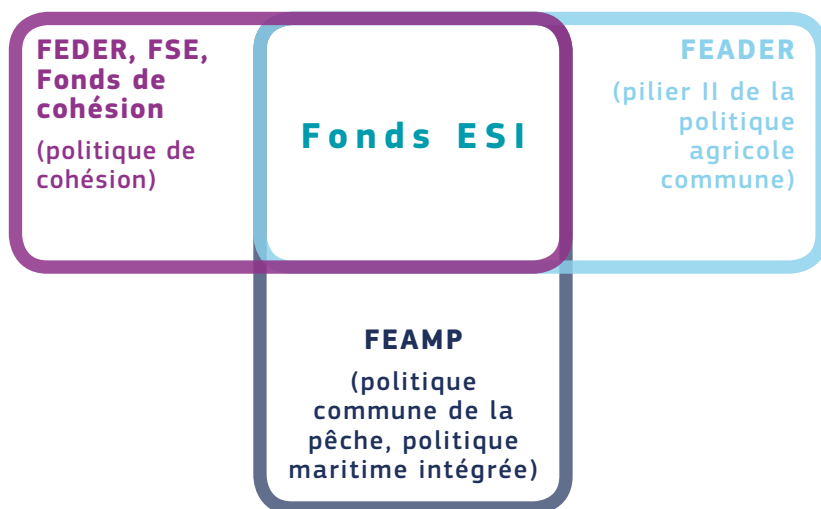 FEDER, FSE,
Fonds de
cohésion
(politique de
cohésion)
Fonds ESI
FEADER
(pilier II de la
politique
agricole
commune)
FEAMP
(politique
commune de la
pêche, politique
maritime intégrée)